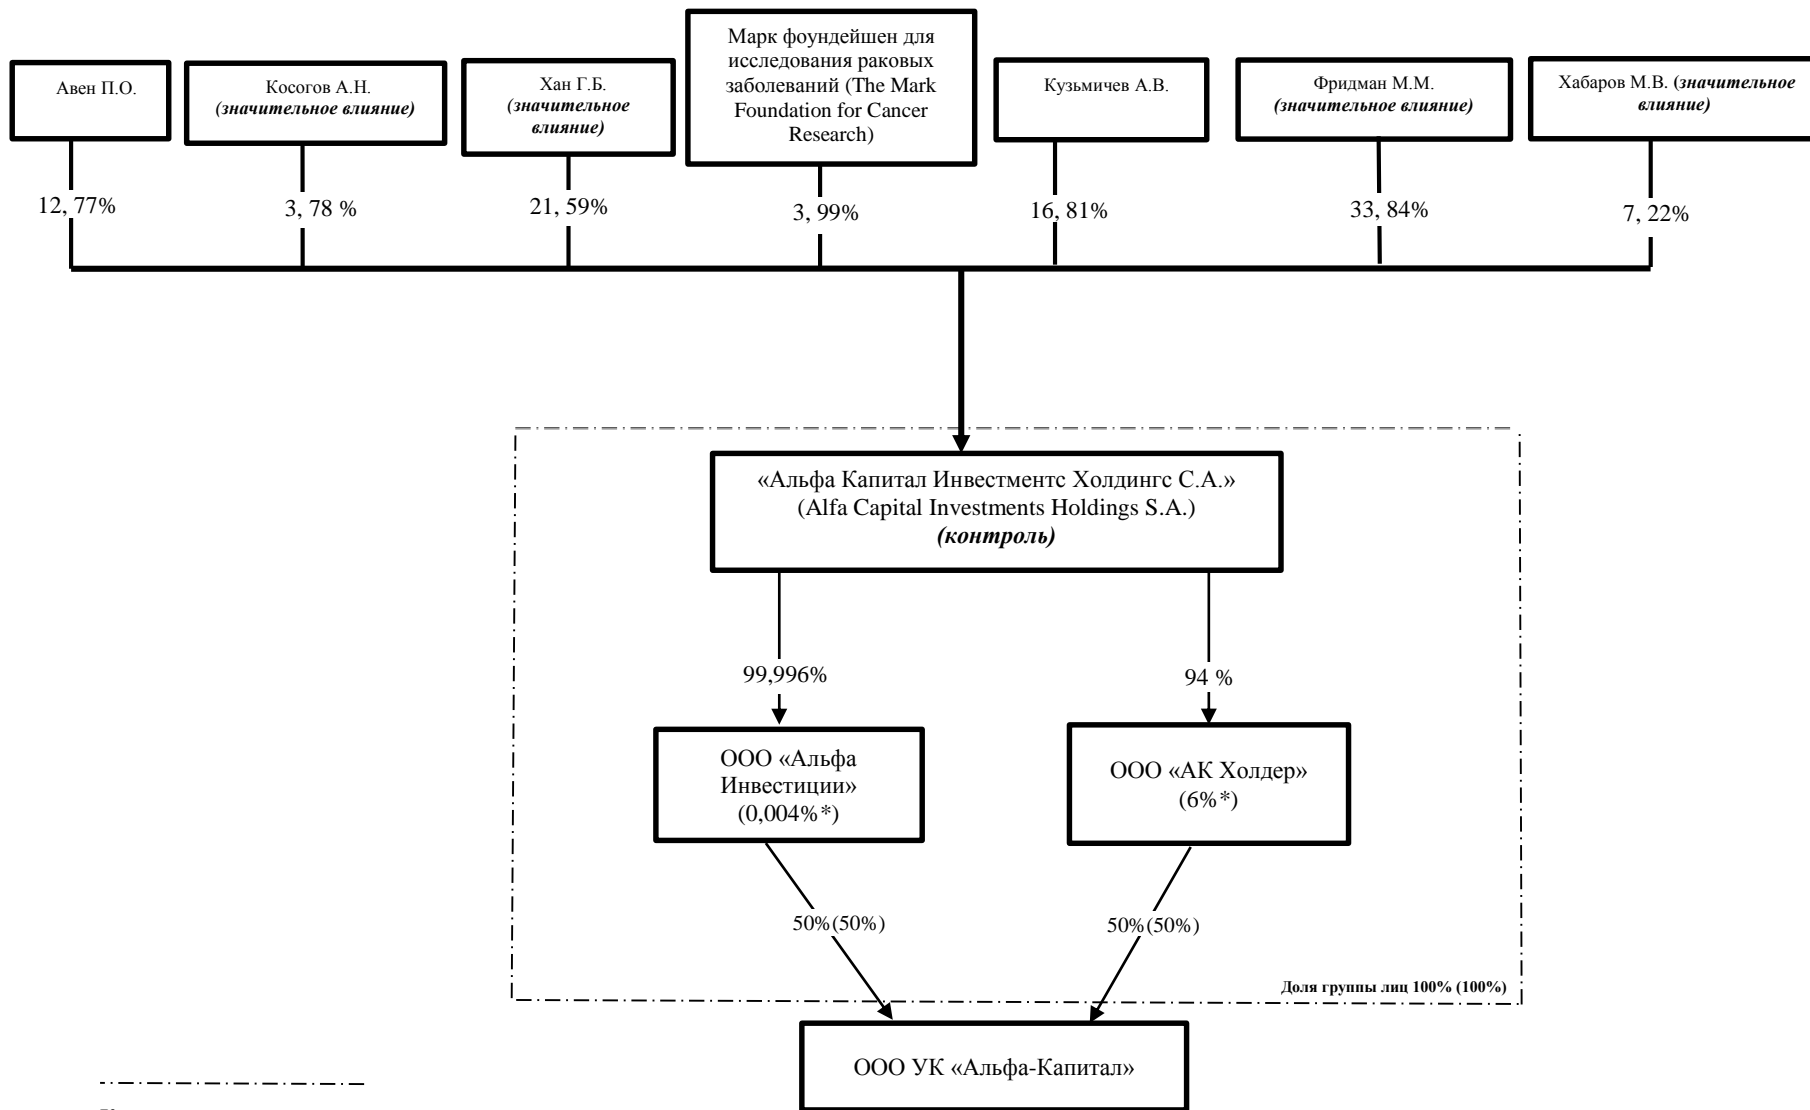 Авен П.О.
Косогов А.Н.
(значительное влияние)
Хан Г.Б.
(значительное
влияние)
Марк фоундейшен для
исследования раковых
заболеваний (The Mark
Foundation for Cancer
Research)
Кузьмичев А.В.
Фридман М.М.
(значительное влияние)
Хабаров М.В. (значительное
влияние)
12, 77%
3, 78 %
21, 59%
3, 99%
16, 81%
33, 84%
7, 22%
«Альфа Капитал Инвестментс Холдингс С.А.»
(Alfa Capital Investments Holdings S.A.)
(контроль)
99,996%
94 %
ООО «Альфа
Инвестиции»
(0,004%*)
ООО «АК Холдер»
(6%*)
50%(50%)
50%(50%)
Доля группы лиц 100% (100%)
ООО УК «Альфа-Капитал»